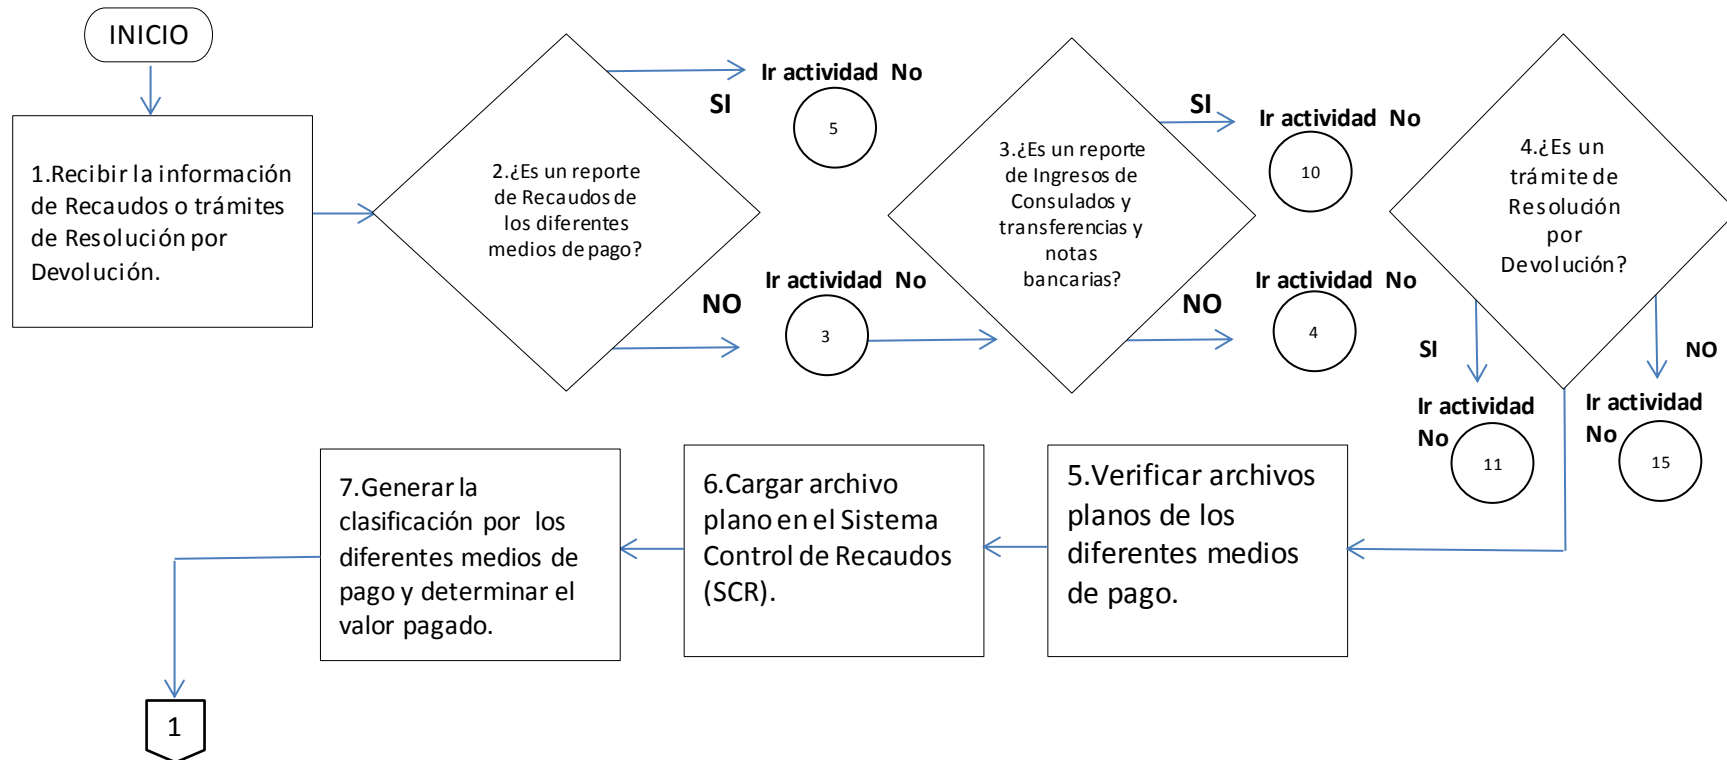 INICIO
1.Recibir la información
de Recaudos o trámites
de Resolución por
Devolución.
2.¿Es un reporte
de Recaudos de
los diferentes
medios de pago?
SI
Ir actividad No
5
NO
Ir actividad No
3
3.¿Es un reporte
de Ingresos de
Consulados y
transferencias y
notas
bancarias?
SI
Ir actividad No
10
NO
Ir actividad No
4
4.¿Es un
trámite de
Resolución
por
Devolución?
SI
Ir actividad
No
11
NO
Ir actividad
No
15
5.Verificar archivos
planos de los
diferentes medios
de pago.
6.Cargar archivo
plano en el Sistema
Control de Recaudos
(SCR).
7.Generar la
clasificación por los
diferentes medios de
pago y determinar el
valor pagado.
1